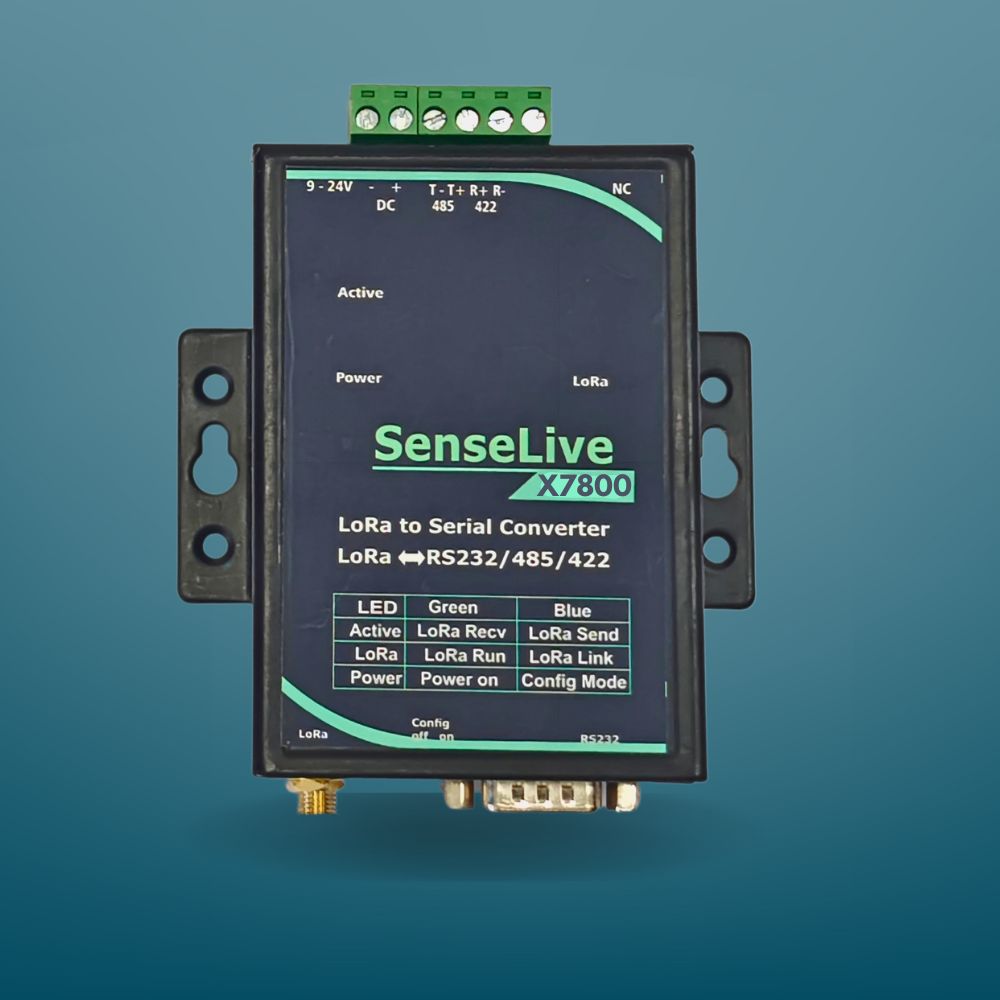 9 - 24V - + T - T+ R+ R- NC
DC 485 422
Active
Power LoRa
SenseLive
X7800
LoRa to Serial Converter
LoRa ⬌RS232/485/422
LED Green Blue
Active LoRa Recv LoRa Send
LoRa LoRa Run LoRa Link
Power Power on Config Mode
Config
LoRa off on RS232